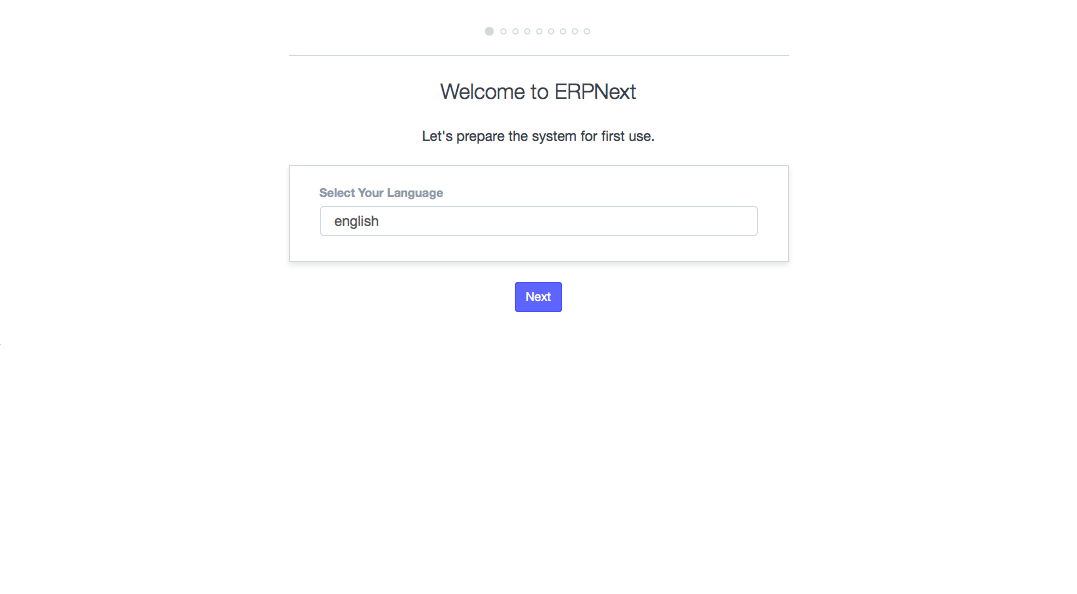 Welcome to ERPNext
Let's prepare the system for first use.
Select Your Language
english
Next